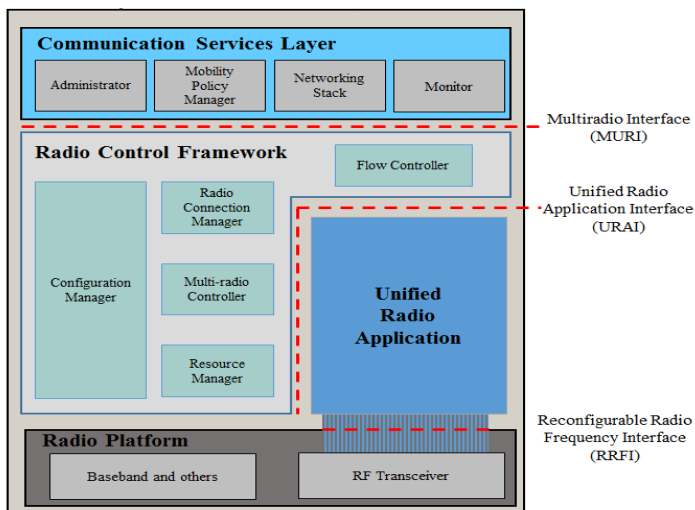 Communication Services Layer
Administrator
Mobility
Policy
Manager
Networking
Stack
Monitor
Multiradio Interface
(MURI)
Radio Control Framework
Flow Controller
Radio
Connection
Manager
Unified Radio
Application Interface
(URAI)
Configuration
Manager
Multi-radio
Controller
Unified
Radio
Application
Resource
Manager
Reconfigurable Radio
Frequency Interface
(RRFI)
Radio Platform
Baseband and others
RF Transceiver